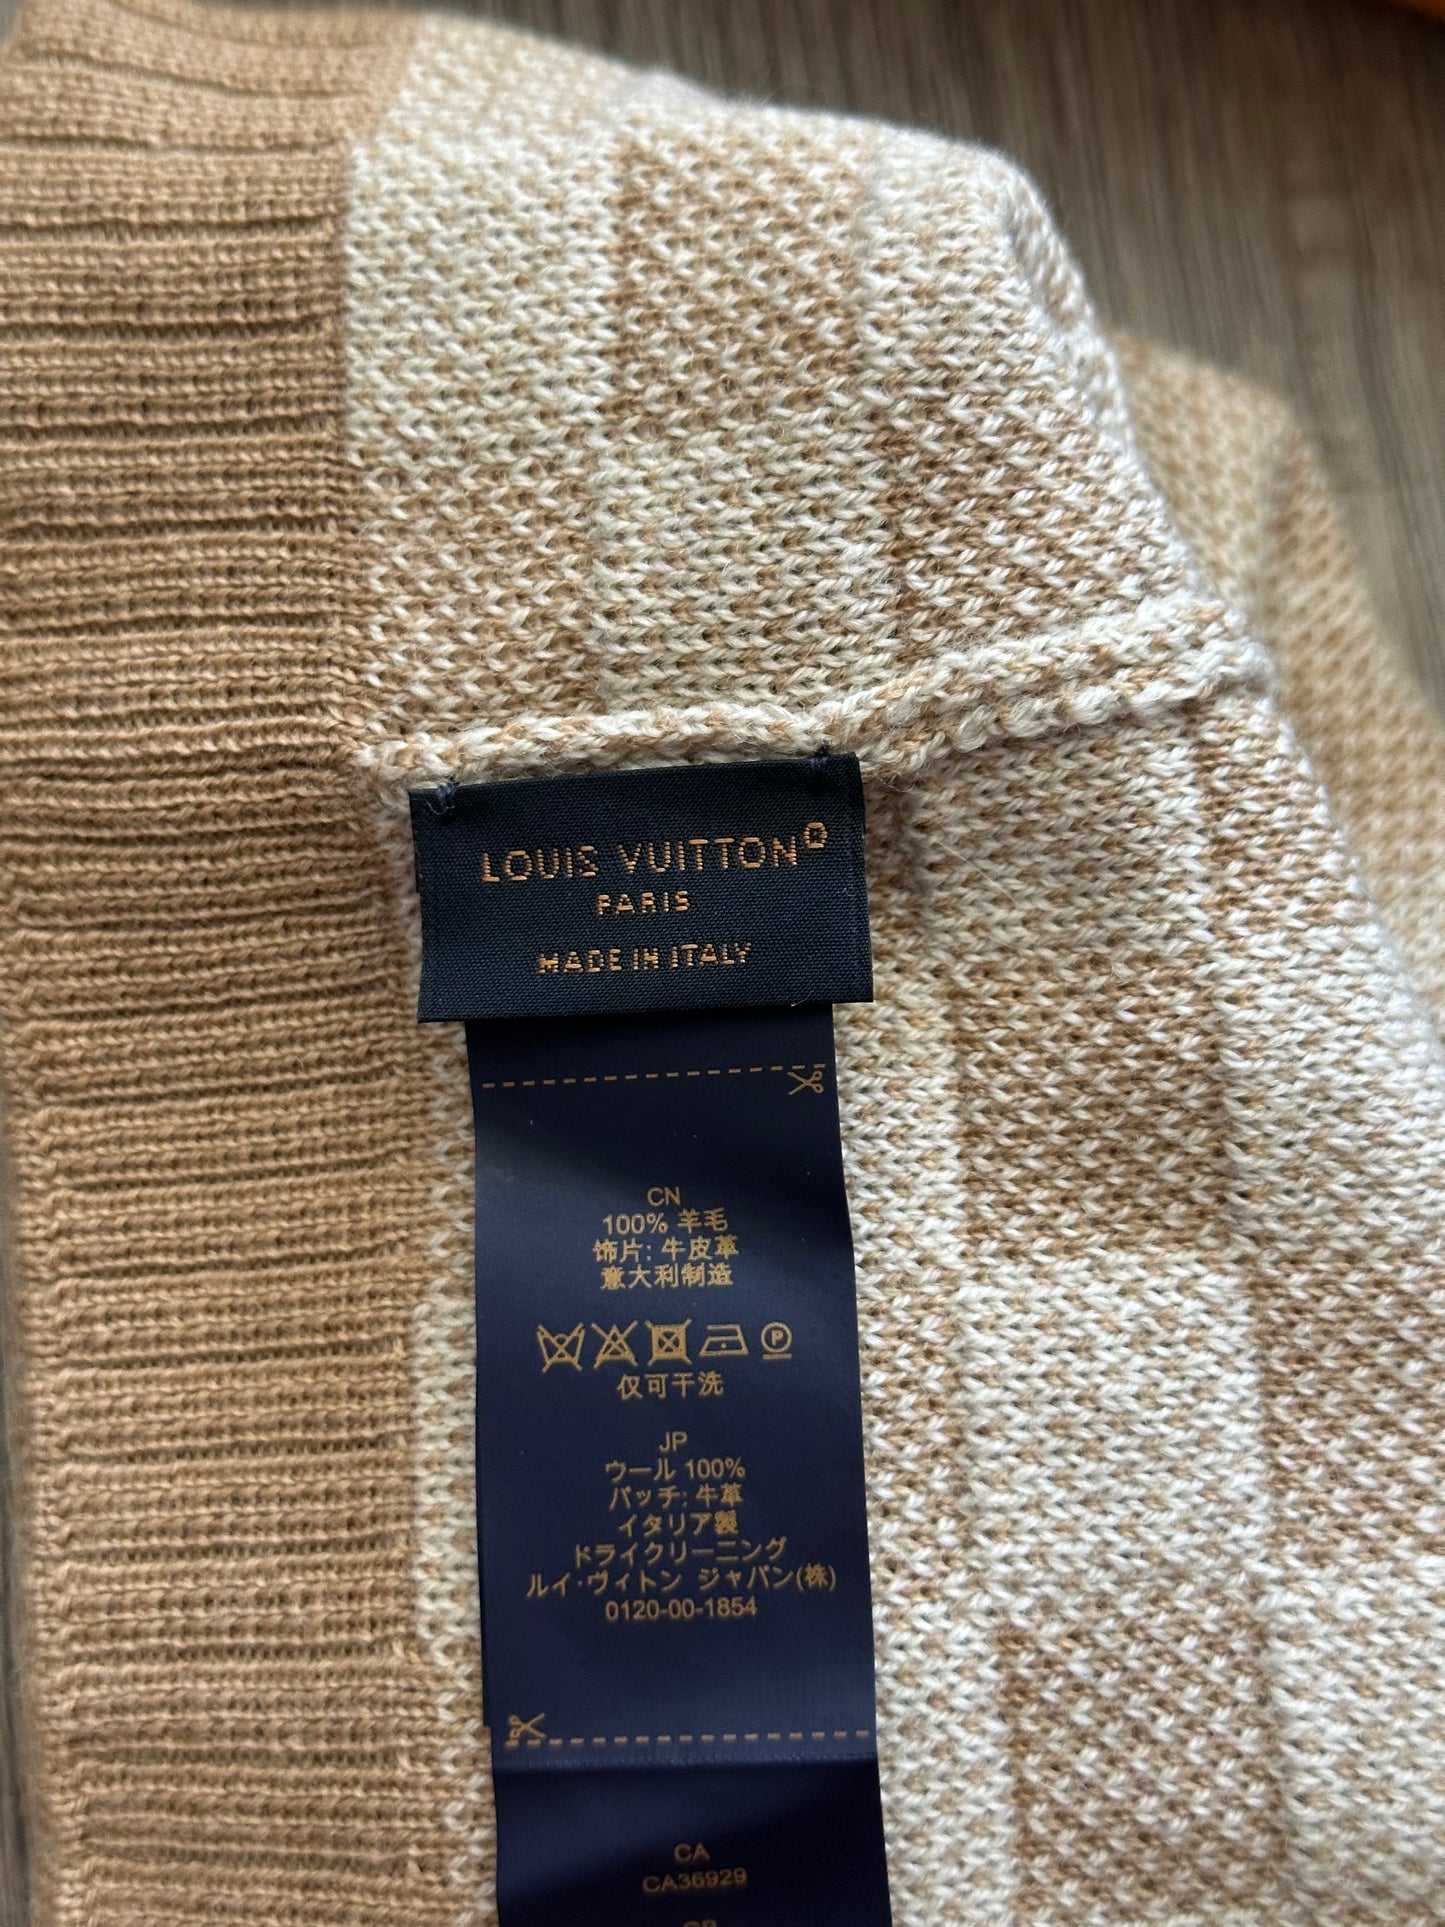 LOUIS VUITTON®
PARIS
MADE IN ITALY
CN
100% 羊毛
饰片: 牛皮革
意大利制造
P
仅可干洗
JP
ウール 100%
パッチ: 牛革
イタリア製
ドライクリーニング
ルイ・ヴィトン ジャパン(株)
0120-00-1854
CA
CA36929